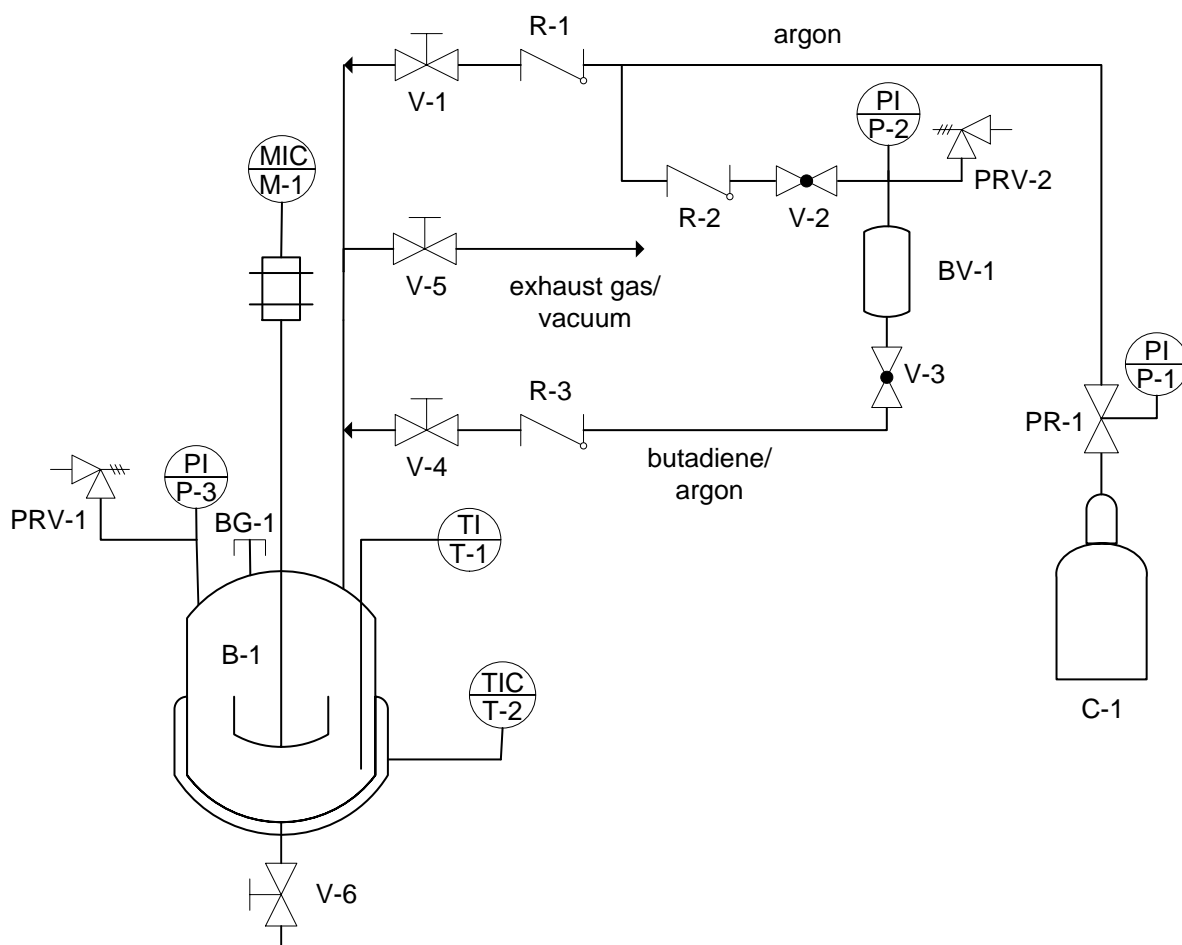 R-1
argon
V-1
PI
P-2
MIC
M-1
PRV-2
R-2
V-2
V-5
BV-1
exhaust gas/
vacuum
PI
P-1
V-3
R-3
PR-1
V-4
butadiene/
argon
PI
P-3
PRV-1
BG-1
TI
T-1
B-1
TIC
T-2
C-1
V-6